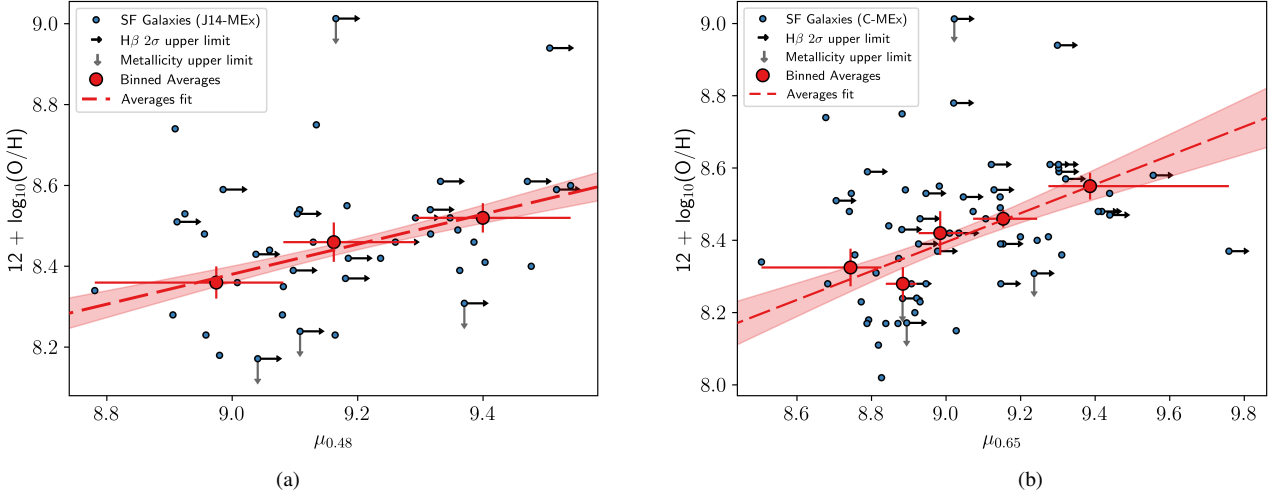 SF Galaxies (J14-MEx)
Hβ 2σ upper limit
Metallicity upper limit
Binned Averages
Averages fit
9.0
8.8
8.6
8.4
8.2
12 + log₁₀(O/H)
8.8 9.0 9.2 9.4
μ₀.₄₈
(a)
SF Galaxies (C-MEx)
Hβ 2σ upper limit
Metallicity upper limit
Binned Averages
Averages fit
9.0
8.8
8.6
8.4
8.2
8.0
12 + log₁₀(O/H)
8.6 8.8 9.0 9.2 9.4 9.6 9.8
μ₀.₆₅
(b)